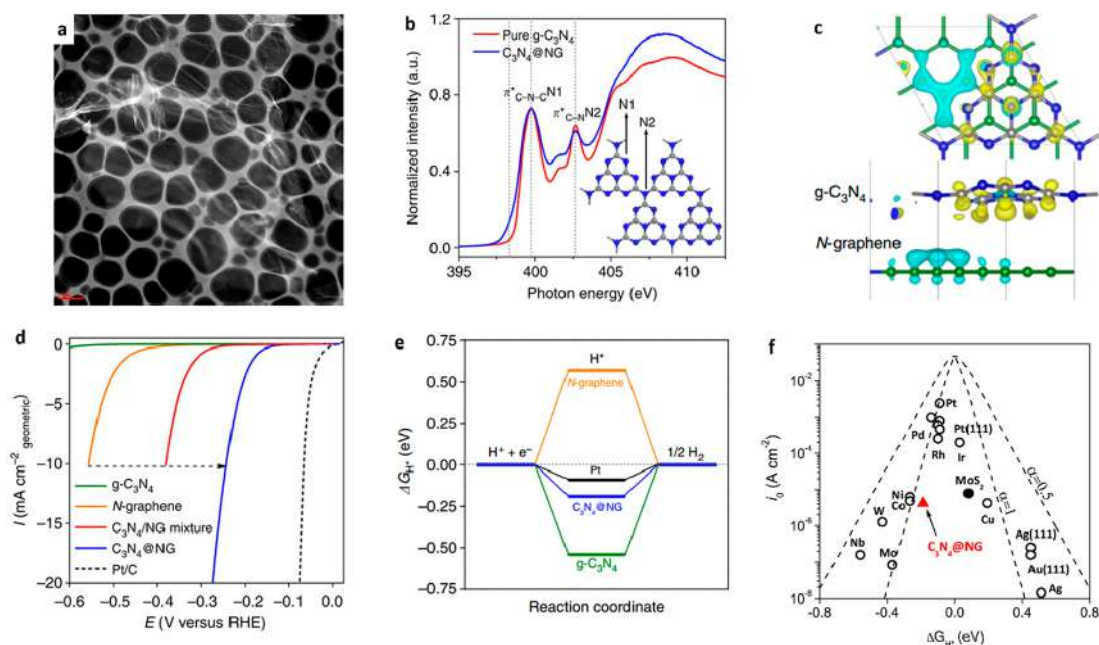 a
b
Pure g-C₃N₄
C₃N₄@NG
π*C–N–CN1
π*C–NN2
N1
N2
Normalized intensity (a.u.)
1.2
0.8
0.4
0.0
395
400
405
410
Photon energy (eV)
c
g-C₃N₄
N-graphene
d
0
−5
−10
−15
−20
I (mA cm⁻² geometric)
g-C₃N₄
N-graphene
C₃N₄/NG mixture
C₃N₄@NG
Pt/C
−0.6
−0.5
−0.4
−0.3
−0.2
−0.1
0.0
E (V versus RHE)
e
0.75
0.50
0.25
0.00
−0.25
−0.50
−0.75
ΔG_H* (eV)
H*
N-graphene
H⁺ + e⁻
1/2 H₂
Pt
C₃N₄@NG
g-C₃N₄
Reaction coordinate
f
10⁻²
10⁻⁴
10⁻⁶
10⁻⁸
i₀ (A cm⁻²)
Pt
Pd
Pt(111)
Rh
Ir
MoS₂
Ni
Co
Cu
W
C₃N₄@NG
Nb
Mo
Ag(111)
Au(111)
Ag
α=0.5
α=1
-0.8
-0.4
0.0
0.4
0.8
ΔG_H* (eV)